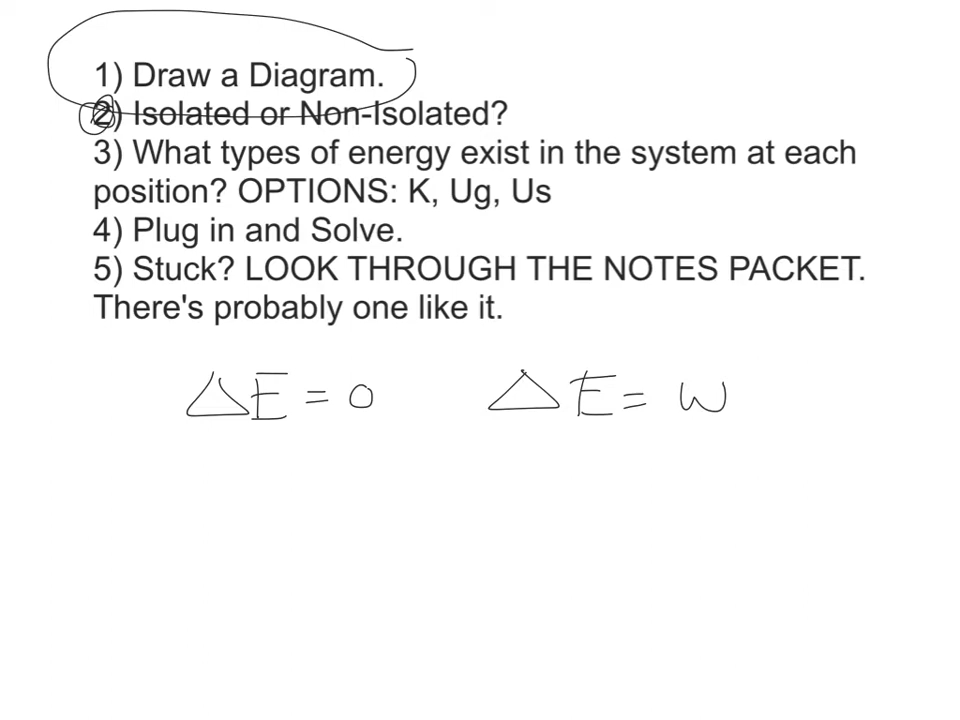 1) Draw a Diagram.
2) Isolated or Non-Isolated?
3) What types of energy exist in the system at each
position? OPTIONS: K, Ug, Us
4) Plug in and Solve.
5) Stuck? LOOK THROUGH THE NOTES PACKET.
There's probably one like it.
△E = 0 △E = W